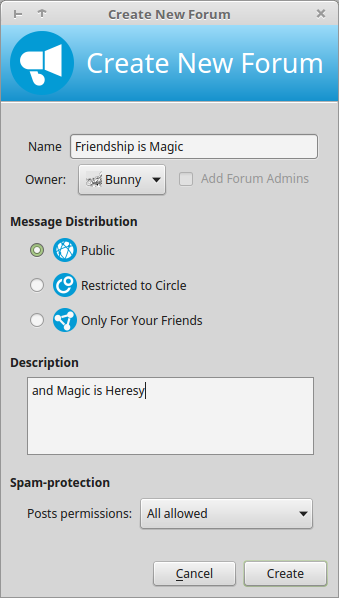 Create New Forum
Create New Forum
Name Friendship is Magic
Owner: Bunny Add Forum Admins
Message Distribution
Public
Restricted to Circle
Only For Your Friends
Description
and Magic is Heresy
Spam-protection
Posts permissions: All allowed
Cancel Create